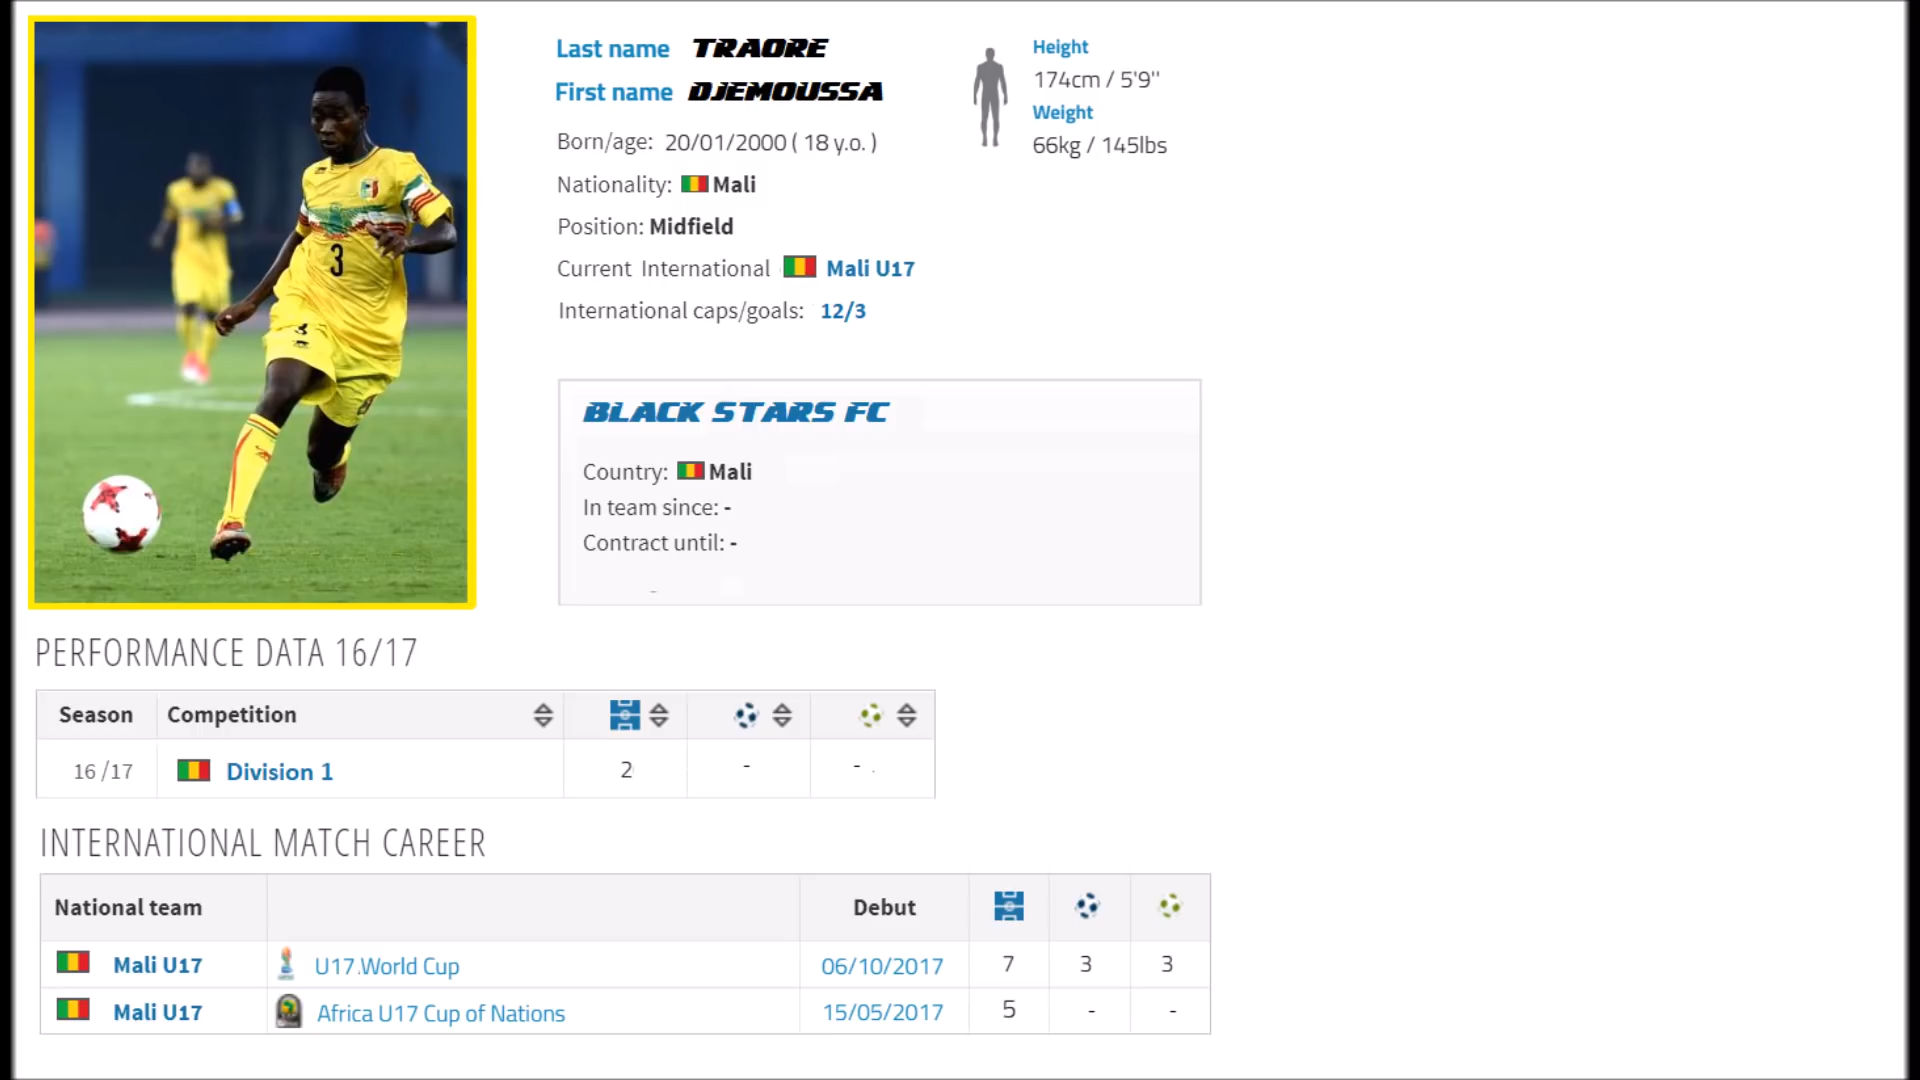 Last name TRAORE
First name DJEMOUSSA
Born/age: 20/01/2000 ( 18 y.o. )
Nationality: Mali
Position: Midfield
Current International Mali U17
International caps/goals: 12/3
Height
174cm / 5'9''
Weight
66kg / 145lbs
3
3
BLACK STARS FC
Country: Mali
In team since: -
Contract until: -
PERFORMANCE DATA 16/17
Season Competition
16/17 Division 1 2 - -
INTERNATIONAL MATCH CAREER
National team Debut
Mali U17 U17.World Cup 06/10/2017 7 3 3
Mali U17 Africa U17 Cup of Nations 15/05/2017 5 - -